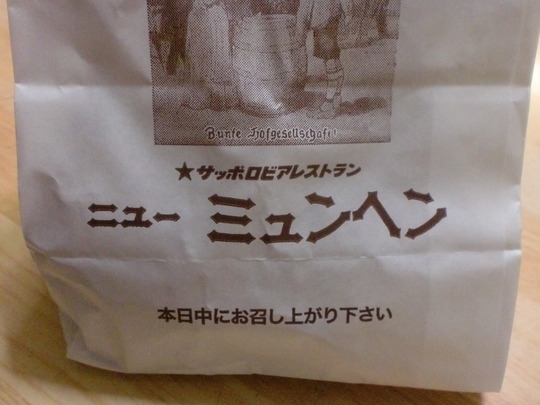 Bunte Hofgesellschaft!
★サッポロビアレストラン
ニュー ミュンヘン
本日中にお召し上がり下さい